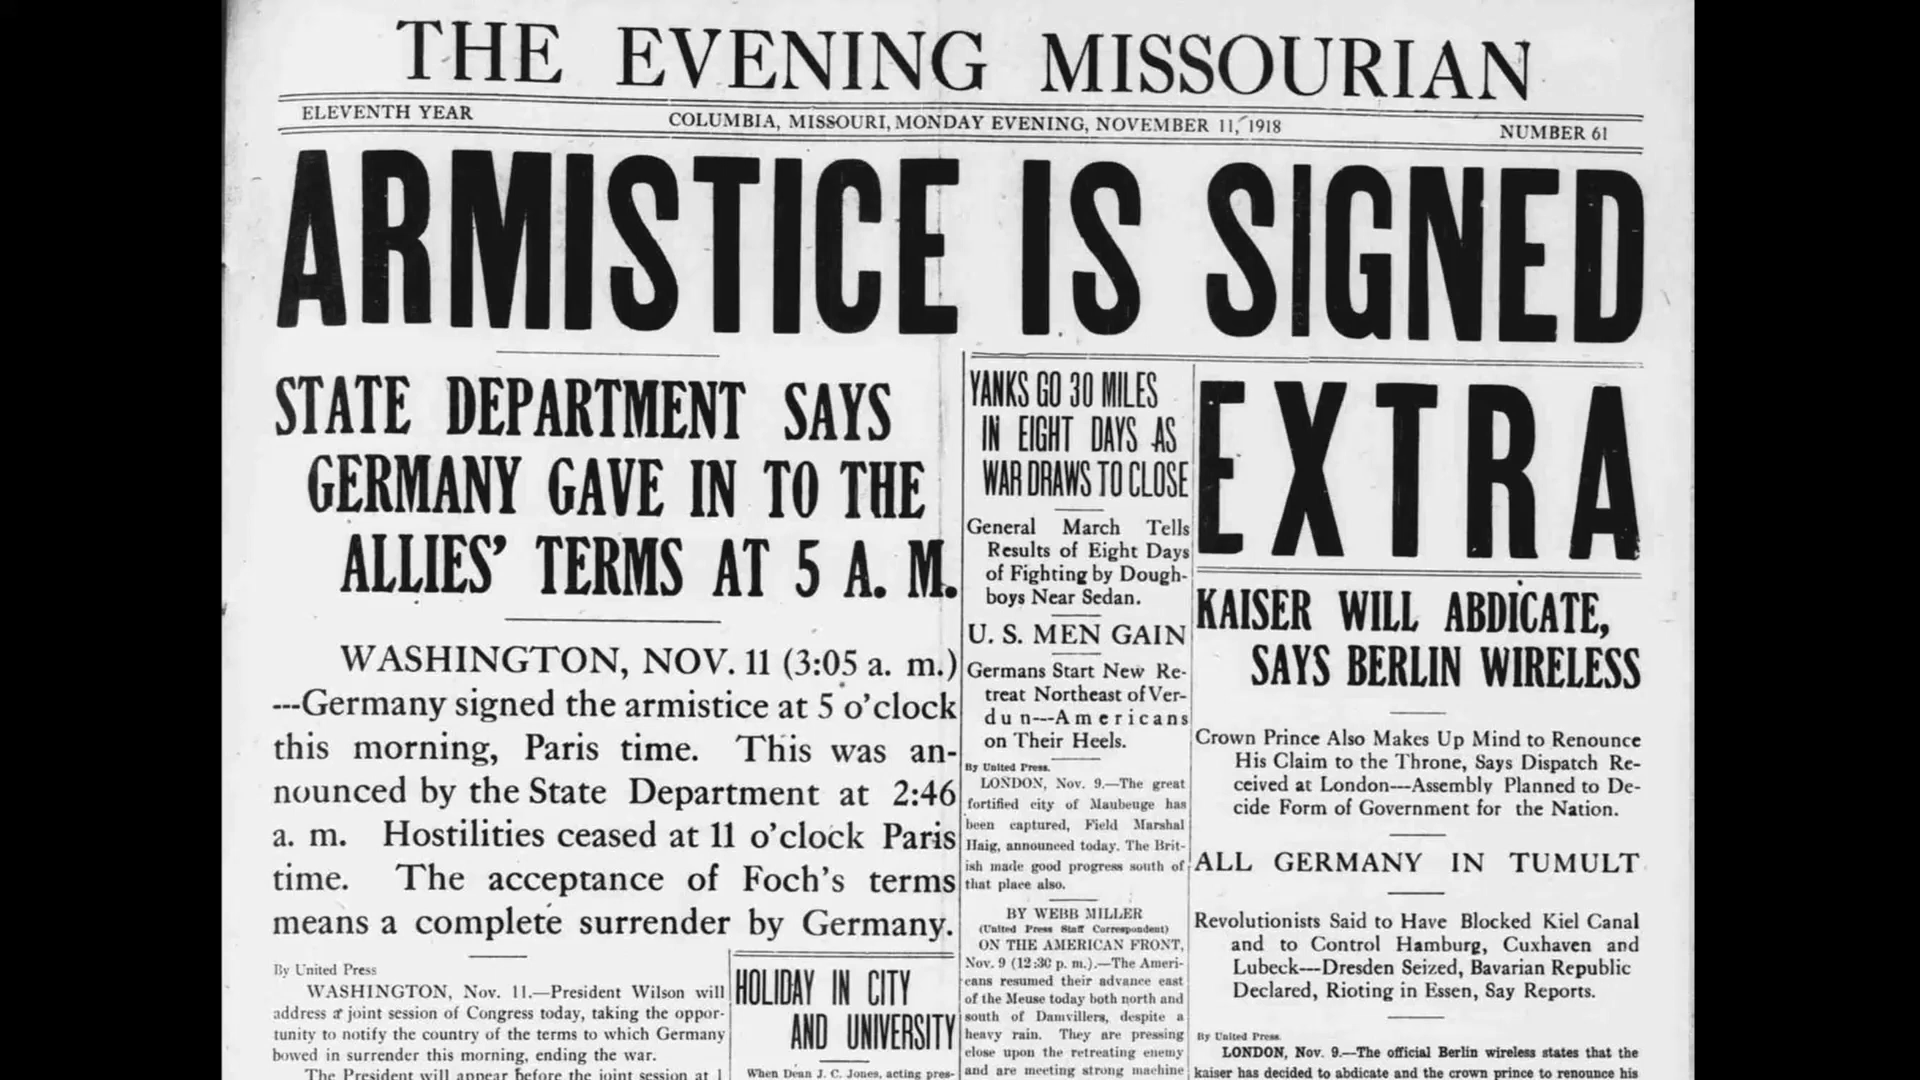 THE EVENING MISSOURIAN
ELEVENTH YEAR
COLUMBIA, MISSOURI, MONDAY EVENING, NOVEMBER 11, 1918
NUMBER 61
ARMISTICE IS SIGNED
STATE DEPARTMENT SAYS
GERMANY GAVE IN TO THE
ALLIES' TERMS AT 5 A. M.
WASHINGTON, NOV. 11 (3:05 a. m.)
---Germany signed the armistice at 5 o'clock
this morning, Paris time. This was an-
nounced by the State Department at 2:46
a. m. Hostilities ceased at 11 o'clock Paris
time. The acceptance of Foch's terms
means a complete surrender by Germany.
By United Press
WASHINGTON, Nov. 11.—President Wilson will
address a joint session of Congress today, taking the oppor-
tunity to notify the country of the terms to which Germany
bowed in surrender this morning, ending the war.
The President will appear before the joint session at 1
HOLIDAY IN CITY
AND UNIVERSITY
When Dean J. C. Jones, acting pres-
YANKS GO 30 MILES
IN EIGHT DAYS AS
WAR DRAWS TO CLOSE
General March Tells
Results of Eight Days
of Fighting by Dough-
boys Near Sedan.
U. S. MEN GAIN
Germans Start New Re-
treat Northeast of Ver-
dun---Americans
on Their Heels.
By United Press.
LONDON, Nov. 9.—The great
fortified city of Maubeuge has
been captured, Field Marshal
Haig, announced today. The Brit-
ish made good progress south of
that place also.
BY WEBB MILLER
(United Press Staff Correspondent)
ON THE AMERICAN FRONT,
Nov. 9 (12:30 p. m.).—The Ameri-
cans resumed their advance east
of the Meuse today both north and
south of Damvillers, despite a
heavy rain. They are pressing
close upon the retreating enemy
and are meeting strong machine
EXTRA
KAISER WILL ABDICATE,
SAYS BERLIN WIRELESS
Crown Prince Also Makes Up Mind to Renounce
His Claim to the Throne, Says Dispatch Re-
ceived at London---Assembly Planned to De-
cide Form of Government for the Nation.
ALL GERMANY IN TUMULT
Revolutionists Said to Have Blocked Kiel Canal
and to Control Hamburg, Cuxhaven and
Lubeck---Dresden Seized, Bavarian Republic
Declared, Rioting in Essen, Say Reports.
By United Press.
LONDON, Nov. 9.—The official Berlin wireless states that the
kaiser has decided to abdicate and the crown prince to renounce his